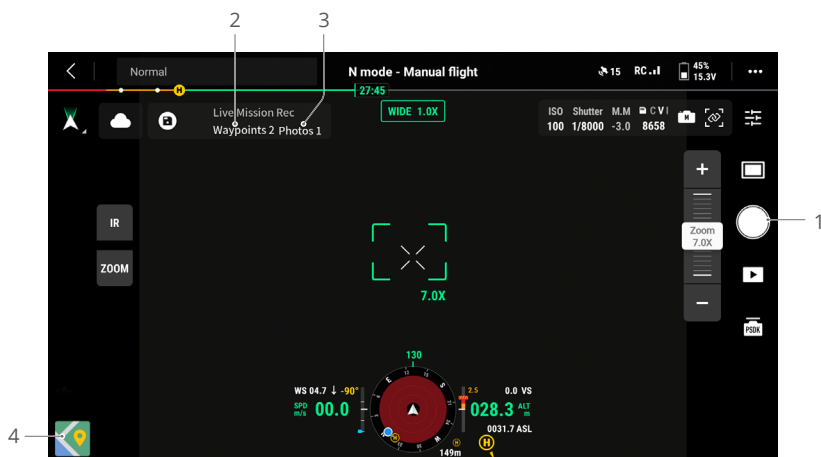 2 3
Normal N mode - Manual flight 15 RC 45%
15.3V
27:45
Live Mission Rec
Waypoints 2 Photos 1
WIDE 1.0X
ISO Shutter M.M C V I
100 1/8000 -3.0 8658
M
+
IR
ZOOM
Zoom
7.0X
1
7.0X
−
PSDK
130
WS 04.7 ↓ -90° 2.5 0.0 VS
SPD
m/s 00.0 028.3 ALT
m
0031.7 ASL
E S W
12 15
H
149m
4